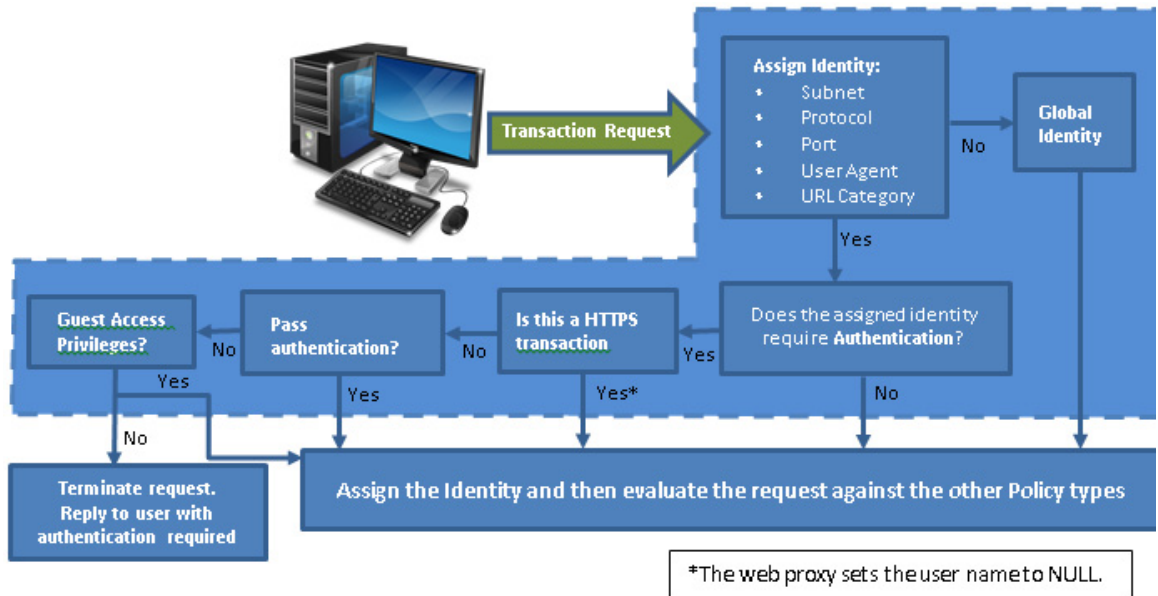 Transaction Request
Assign Identity:
• Subnet
• Protocol
• Port
• User Agent
• URL Category
No
Global
Identity
Yes
Guest Access
Privileges?
No
Pass
authentication?
No
Is this a HTTPS
transaction
Yes
Does the assigned identity
require Authentication?
Yes
Yes
Yes*
No
No
Terminate request.
Reply to user with
authentication required
Assign the Identity and then evaluate the request against the other Policy types
*The web proxy sets the user name to NULL.